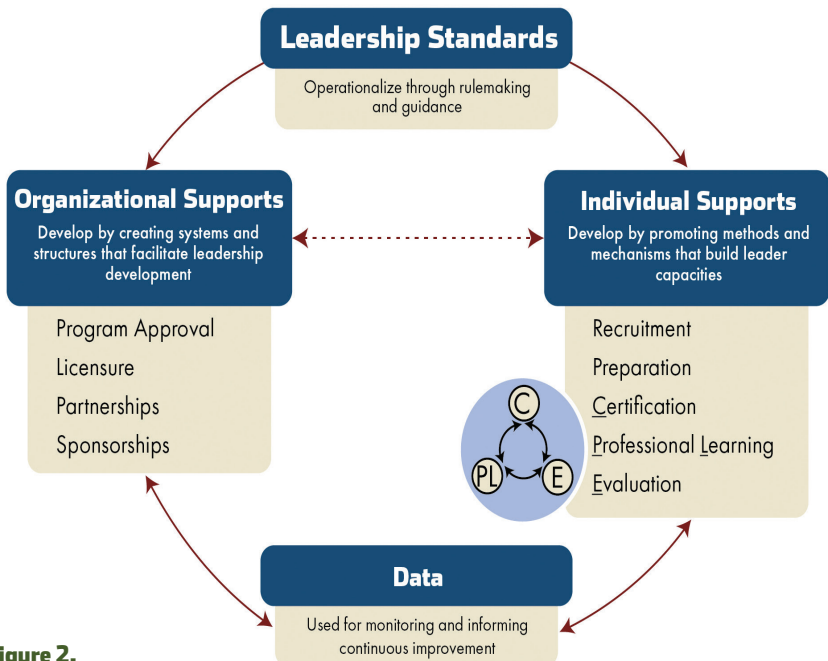 Leadership Standards
Operationalize through rulemaking
and guidance
Organizational Supports
Develop by creating systems and
structures that facilitate leadership
development
Program Approval
Licensure
Partnerships
Sponsorships
Individual Supports
Develop by promoting methods and
mechanisms that build leader
capacities
Recruitment
Preparation
Certification
Professional Learning
Evaluation
C
PL
E
Data
Used for monitoring and informing
continuous improvement
igure 2.